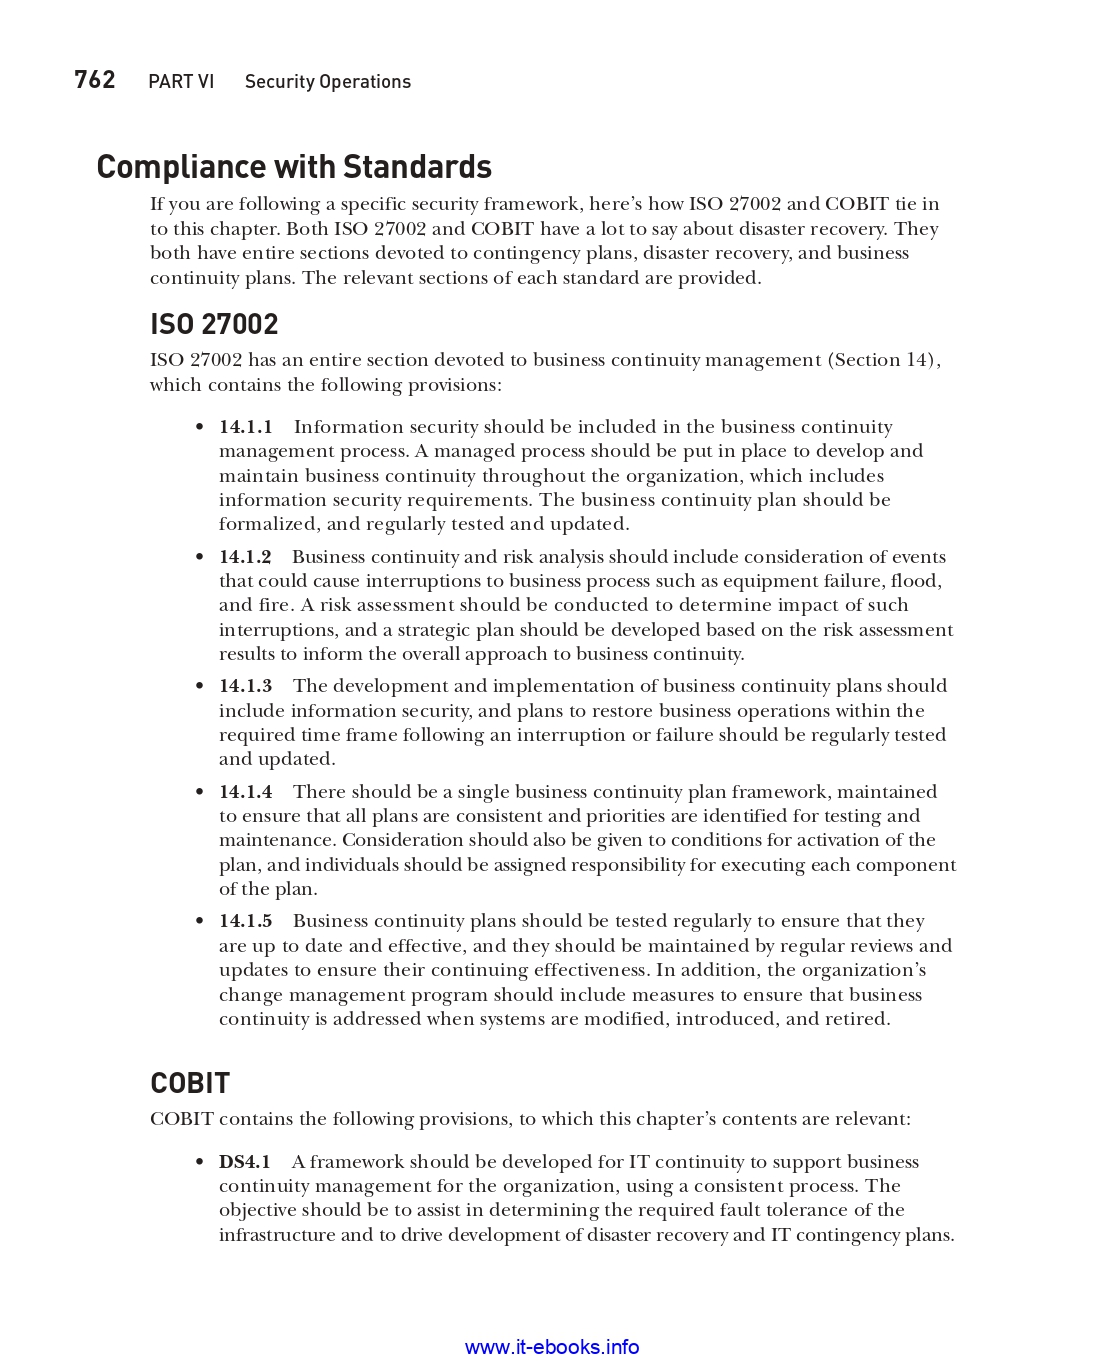 762 PART VI Security Operations
Compliance with Standards
If you are following a specific security framework, here’s how ISO 27002 and COBIT tie in
to this chapter. Both ISO 27002 and COBIT have a lot to say about disaster recovery. They
both have entire sections devoted to contingency plans, disaster recovery, and business
continuity plans. The relevant sections of each standard are provided.
ISO 27002
ISO 27002 has an entire section devoted to business continuity management (Section 14),
which contains the following provisions:
• 14.1.1 Information security should be included in the business continuity
management process. A managed process should be put in place to develop and
maintain business continuity throughout the organization, which includes
information security requirements. The business continuity plan should be
formalized, and regularly tested and updated.
• 14.1.2 Business continuity and risk analysis should include consideration of events
that could cause interruptions to business process such as equipment failure, flood,
and fire. A risk assessment should be conducted to determine impact of such
interruptions, and a strategic plan should be developed based on the risk assessment
results to inform the overall approach to business continuity.
• 14.1.3 The development and implementation of business continuity plans should
include information security, and plans to restore business operations within the
required time frame following an interruption or failure should be regularly tested
and updated.
• 14.1.4 There should be a single business continuity plan framework, maintained
to ensure that all plans are consistent and priorities are identified for testing and
maintenance. Consideration should also be given to conditions for activation of the
plan, and individuals should be assigned responsibility for executing each component
of the plan.
• 14.1.5 Business continuity plans should be tested regularly to ensure that they
are up to date and effective, and they should be maintained by regular reviews and
updates to ensure their continuing effectiveness. In addition, the organization’s
change management program should include measures to ensure that business
continuity is addressed when systems are modified, introduced, and retired.
COBIT
COBIT contains the following provisions, to which this chapter’s contents are relevant:
• DS4.1 A framework should be developed for IT continuity to support business
continuity management for the organization, using a consistent process. The
objective should be to assist in determining the required fault tolerance of the
infrastructure and to drive development of disaster recovery and IT contingency plans.
www.it-ebooks.info